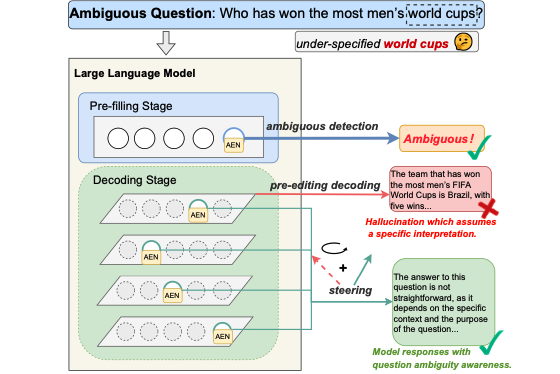 Ambiguous Question: Who has won the most men's world cups?
under-specified world cups
Large Language Model
Pre-filling Stage
AEN
ambiguous detection
Ambiguous!
Decoding Stage
pre-editing decoding
The team that has won
the most men's FIFA
World Cups is Brazil, with
five wins...
AEN
Hallucination which assumes
a specific interpretation.
AEN
+
steering
AEN
The answer to this
question is not
straightforward, as it
depends on the specific
context and the purpose
of the question...
AEN
Model responses with
question ambiguity awareness.